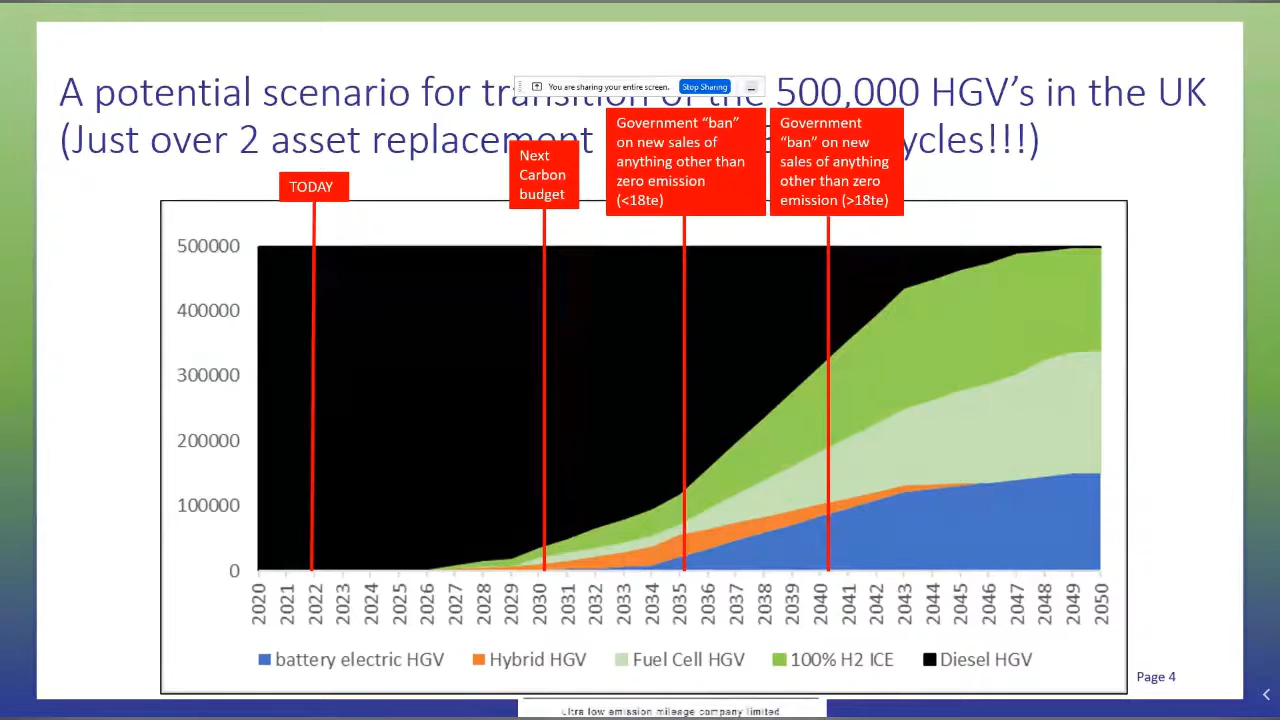 A potential scenario for tra the 500,000 HGV's in the UK
You are sharing your entire screen. Stop Sharing
(Just over 2 asset replacement ycles!!!)
TODAY
Next
Carbon
budget
Government “ban”
on new sales of
anything other than
zero emission
(<18te)
Government
“ban” on new
sales of anything
other than zero
emission (>18te)
500000
400000
300000
200000
100000
0
2020 2021 2022 2023 2024 2025 2026 2027 2028 2029 2030 2031 2032 2033 2034 2035 2036 2037 2038 2039 2040 2041 2042 2043 2044 2045 2046 2047 2048 2049 2050
battery electric HGV Hybrid HGV Fuel Cell HGV 100% H2 ICE Diesel HGV
Page 4
Ultra low emission mileage company limited